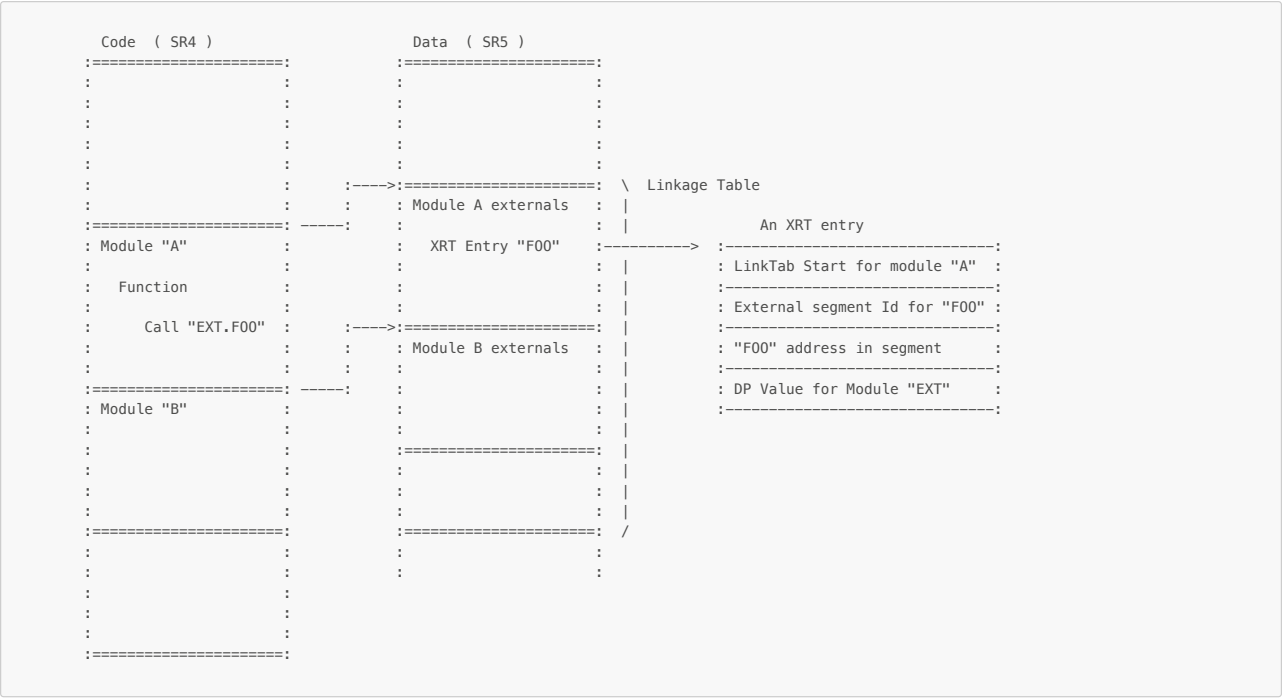 Code ( SR4 ) Data ( SR5 )
Linkage Table
Module A externals
An XRT entry
Module "A" XRT Entry "FOO"
LinkTab Start for module "A"
Function
External segment Id for "FOO"
Call "EXT.FOO"
Module B externals "FOO" address in segment
DP Value for Module "EXT"
Module "B"